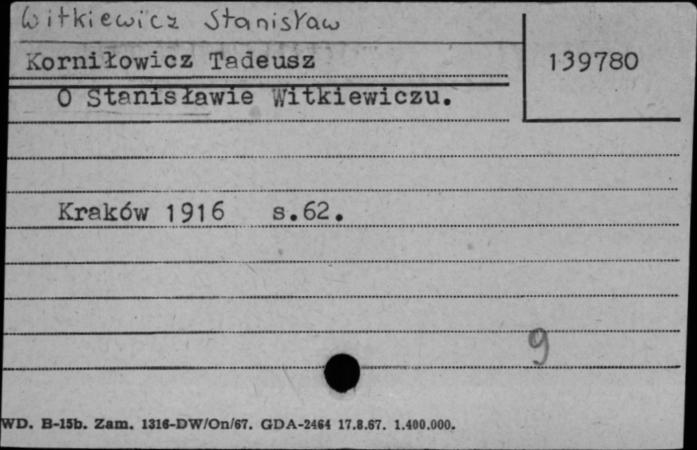 Witkiewicz Stanisław
Korniłowicz Tadeusz
139780
O Stanisławie Witkiewiczu.
Kraków 1916 s.62.
9
WD. B-15b. Zam. 1316-DW/On/67. GDA-2464 17.8.67. 1.400.000.